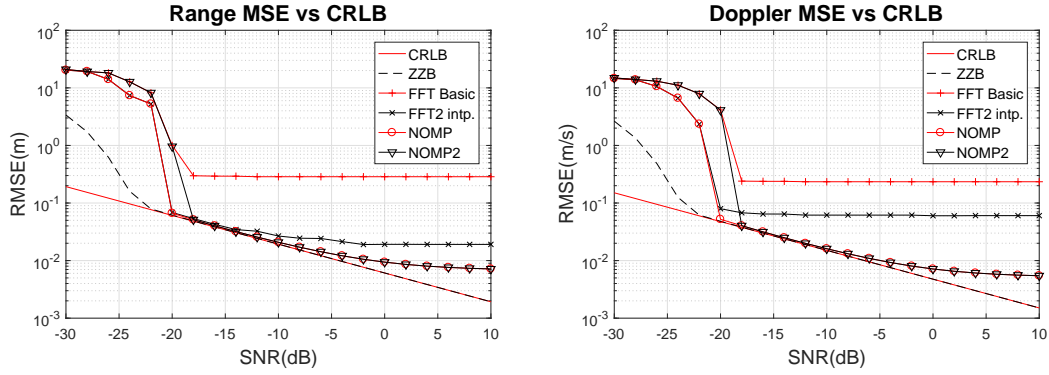 Range MSE vs CRLB
RMSE(m)
10^2
10^1
10^0
10^-1
10^-2
10^-3
CRLB
ZZB
FFT Basic
FFT2 intp.
NOMP
NOMP2
-30 -25 -20 -15 -10 -5 0 5 10
SNR(dB)
Doppler MSE vs CRLB
RMSE(m/s)
10^2
10^1
10^0
10^-1
10^-2
10^-3
CRLB
ZZB
FFT Basic
FFT2 intp.
NOMP
NOMP2
-30 -25 -20 -15 -10 -5 0 5 10
SNR(dB)